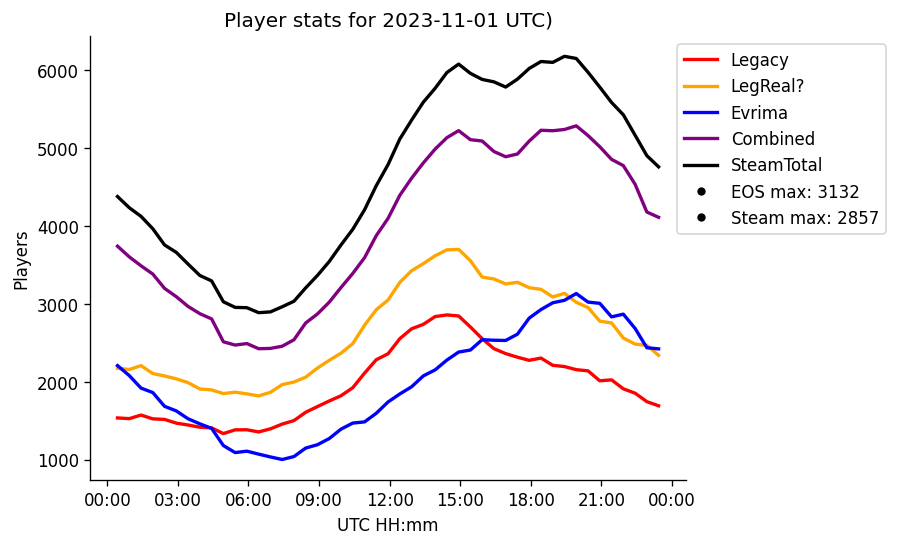 Player stats for 2023-11-01 UTC)
Legacy
LegReal?
Evrima
Combined
SteamTotal
EOS max: 3132
Steam max: 2857
Players
6000
5000
4000
3000
2000
1000
00:00 03:00 06:00 09:00 12:00 15:00 18:00 21:00 00:00
UTC HH:mm